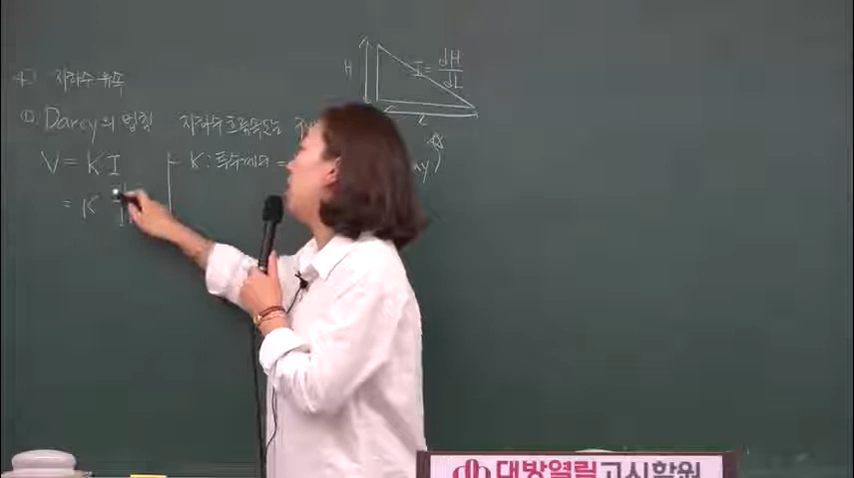 지하수 유속
① Darcy의 법칙 지하수 흐름속도는
V = K I
K : 투수계수 =
= K
H
I = dH/dL
L
대방열림고시학원